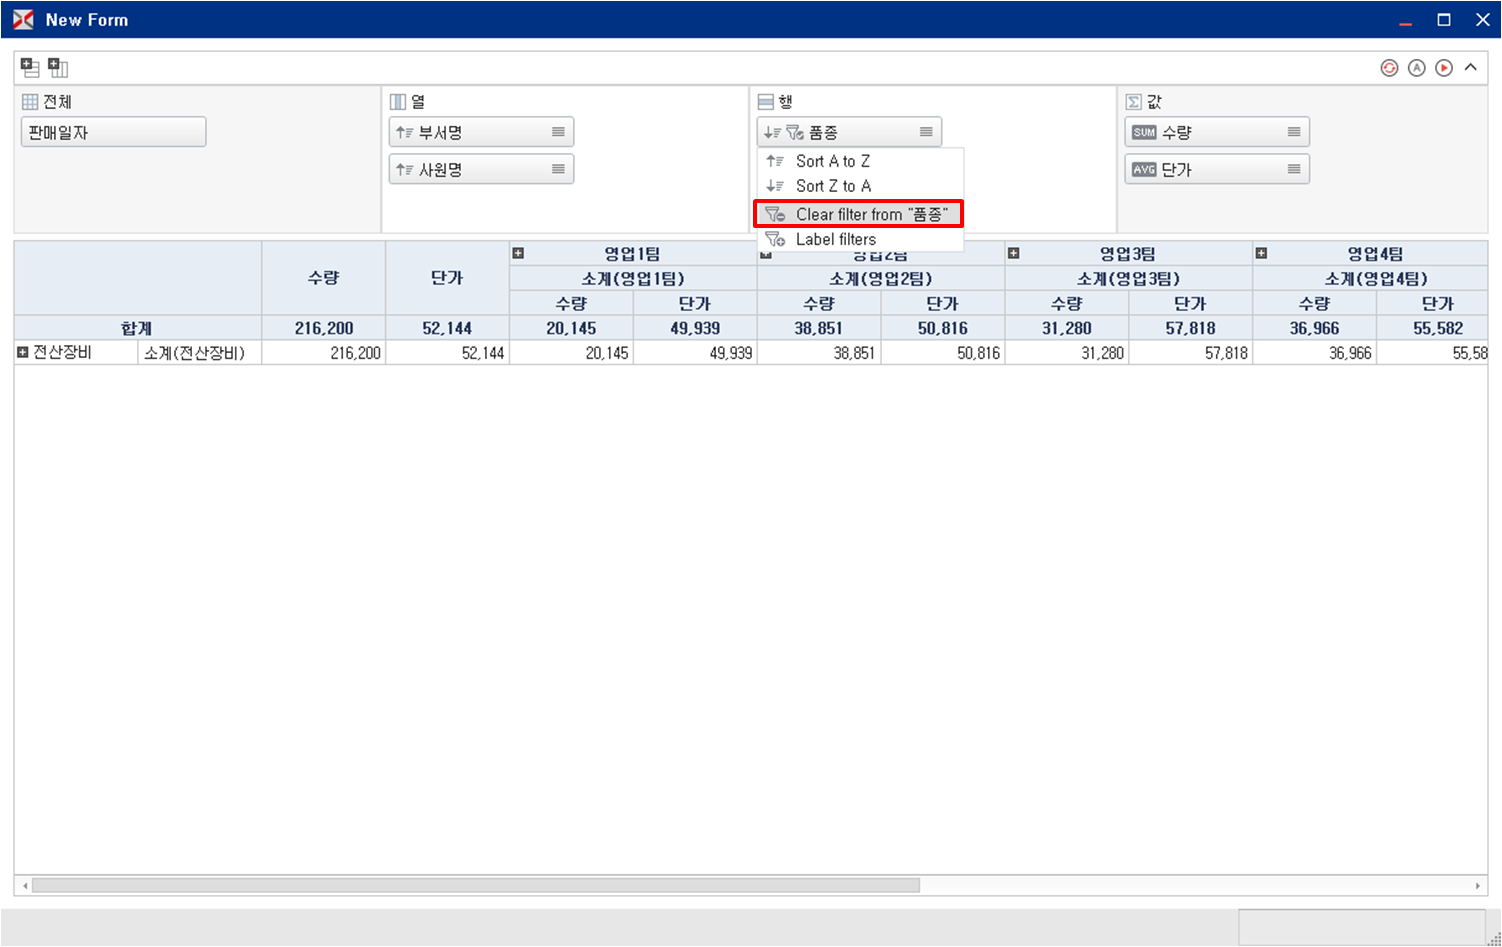 New Form
전체
판매일자
열
부서명
사원명
행
품종
Sort A to Z
Sort Z to A
Clear filter from "품종"
Label filters
값
SUM 수량
AVG 단가
수량 단가 영업1팀 영업2팀 영업3팀 영업4팀
소계(영업1팀) 소계(영업2팀) 소계(영업3팀) 소계(영업4팀)
수량 단가 수량 단가 수량 단가 수량 단가
합계 216,200 52,144 20,145 49,939 38,851 50,816 31,280 57,818 36,966 55,582
전산장비 소계(전산장비) 216,200 52,144 20,145 49,939 38,851 50,816 31,280 57,818 36,966 55,58